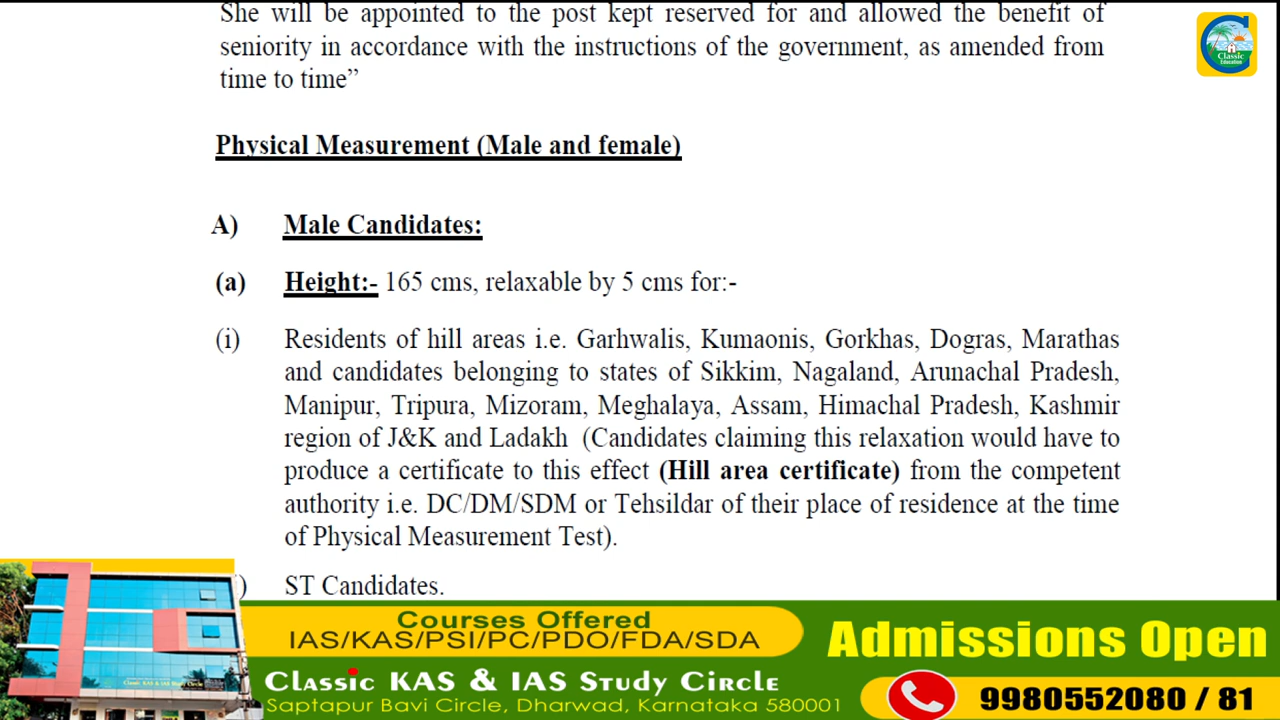 She will be appointed to the post kept reserved for and allowed the benefit of
seniority in accordance with the instructions of the government, as amended from
time to time”
Classic
Education
Physical Measurement (Male and female)
A) Male Candidates:
(a) Height:- 165 cms, relaxable by 5 cms for:-
(i) Residents of hill areas i.e. Garhwalis, Kumaonis, Gorkhas, Dogras, Marathas
and candidates belonging to states of Sikkim, Nagaland, Arunachal Pradesh,
Manipur, Tripura, Mizoram, Meghalaya, Assam, Himachal Pradesh, Kashmir
region of J&K and Ladakh (Candidates claiming this relaxation would have to
produce a certificate to this effect (Hill area certificate) from the competent
authority i.e. DC/DM/SDM or Tehsildar of their place of residence at the time
of Physical Measurement Test).
) ST Candidates.
Courses Offered
IAS/KAS/PSI/PC/PDO/FDA/SDA
Classic KAS & IAS Study Circle
Saptapur Bavi Circle, Dharwad, Karnataka 580001
Admissions Open
9980552080 / 81